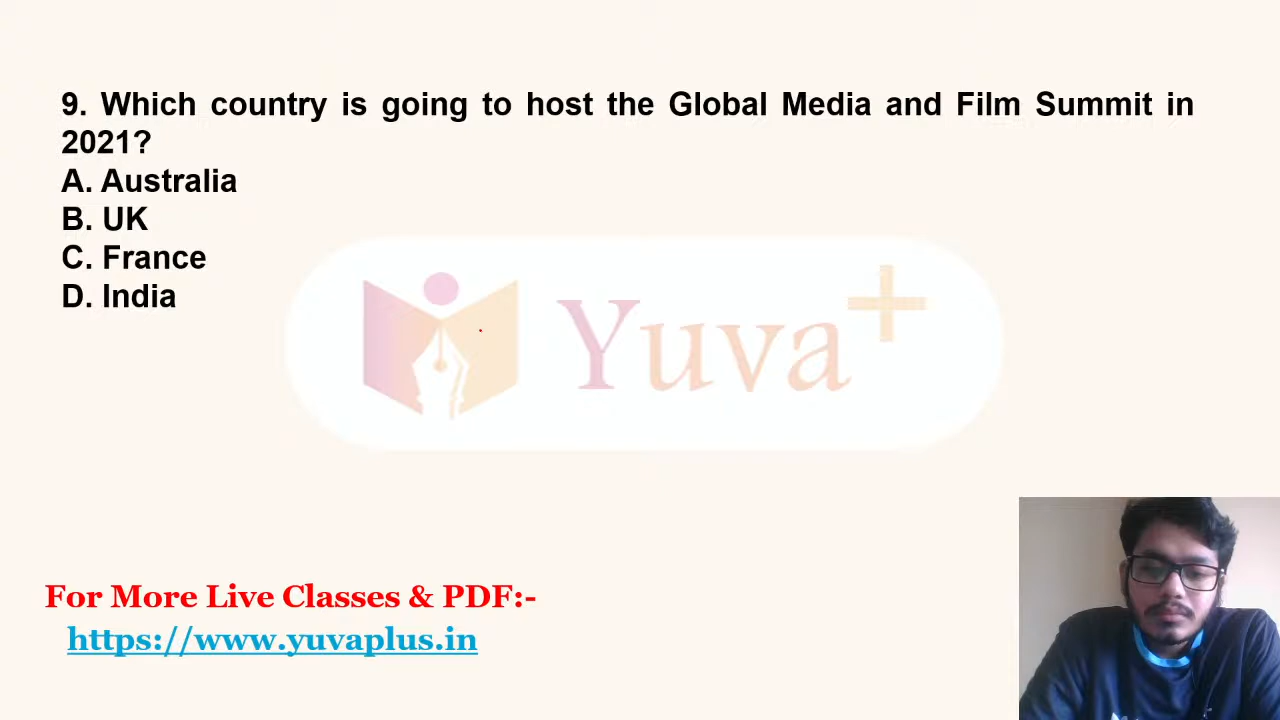 9. Which country is going to host the Global Media and Film Summit in
2021?
A. Australia
B. UK
C. France
D. India
Yuva+
For More Live Classes & PDF:-
https://www.yuvaplus.in